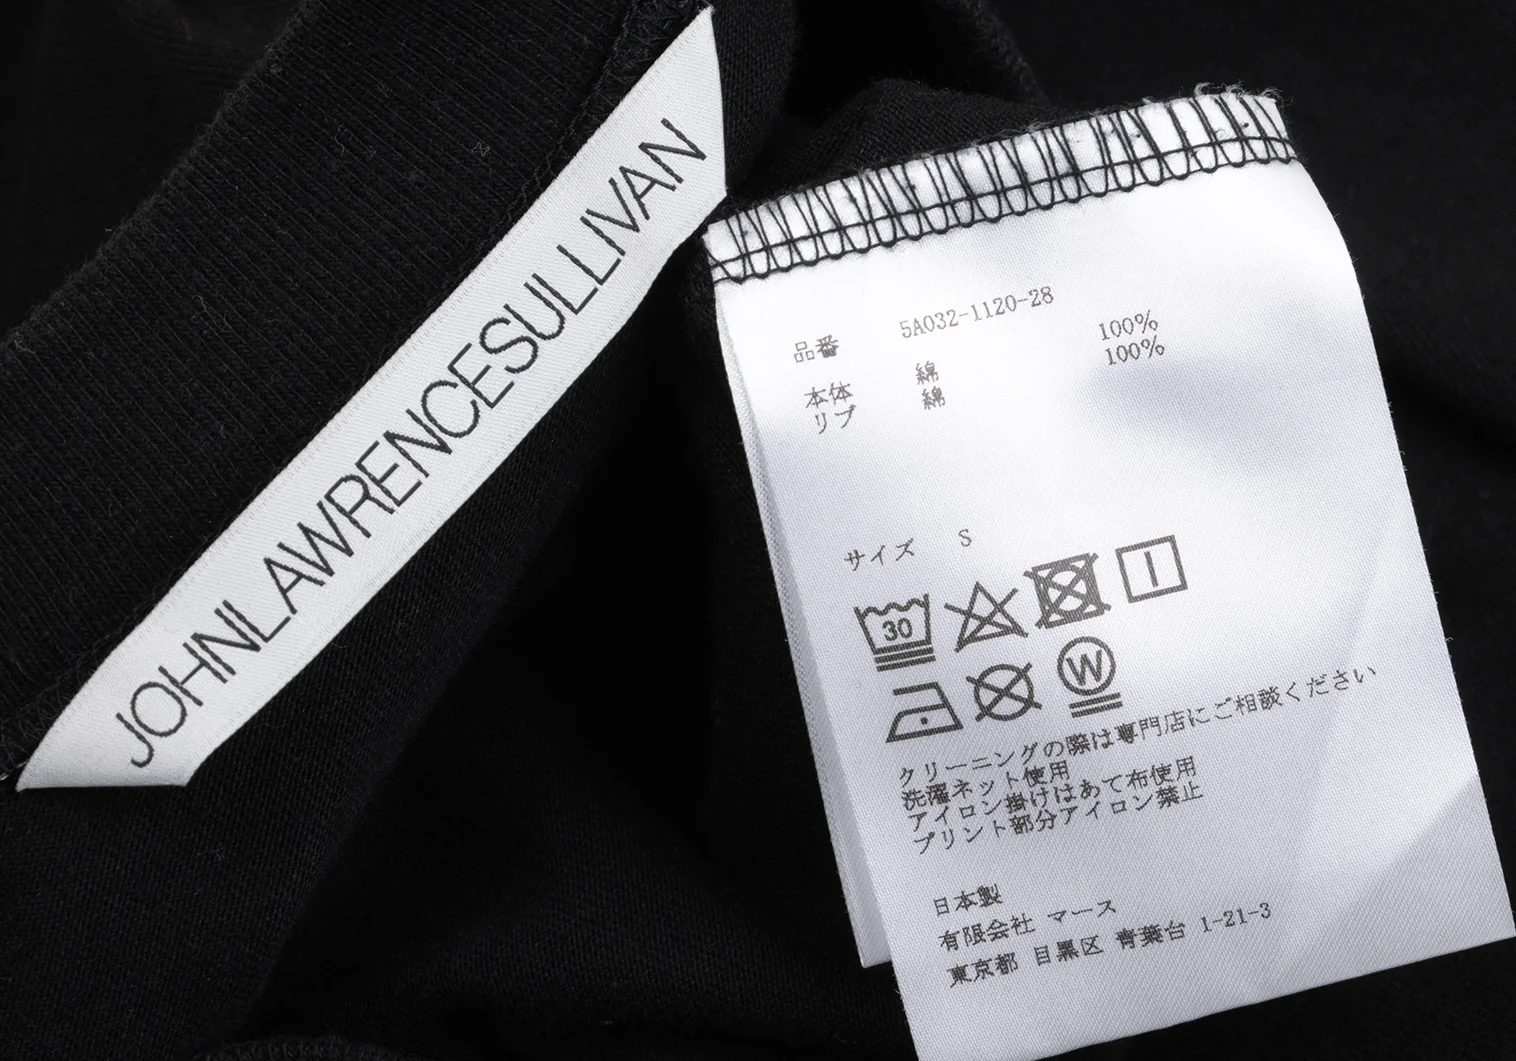 JOHNLAWRENCESULLIVAN
品番 5A032-1120-28
本体 綿 100%
リブ 綿 100%
サイズ S
30
W
クリーニングの際は専門店にご相談ください
洗濯ネット使用
アイロン掛けはあて布使用
プリント部分アイロン禁止
日本製
有限会社 マース
東京都 目黒区 青葉台 1-21-3